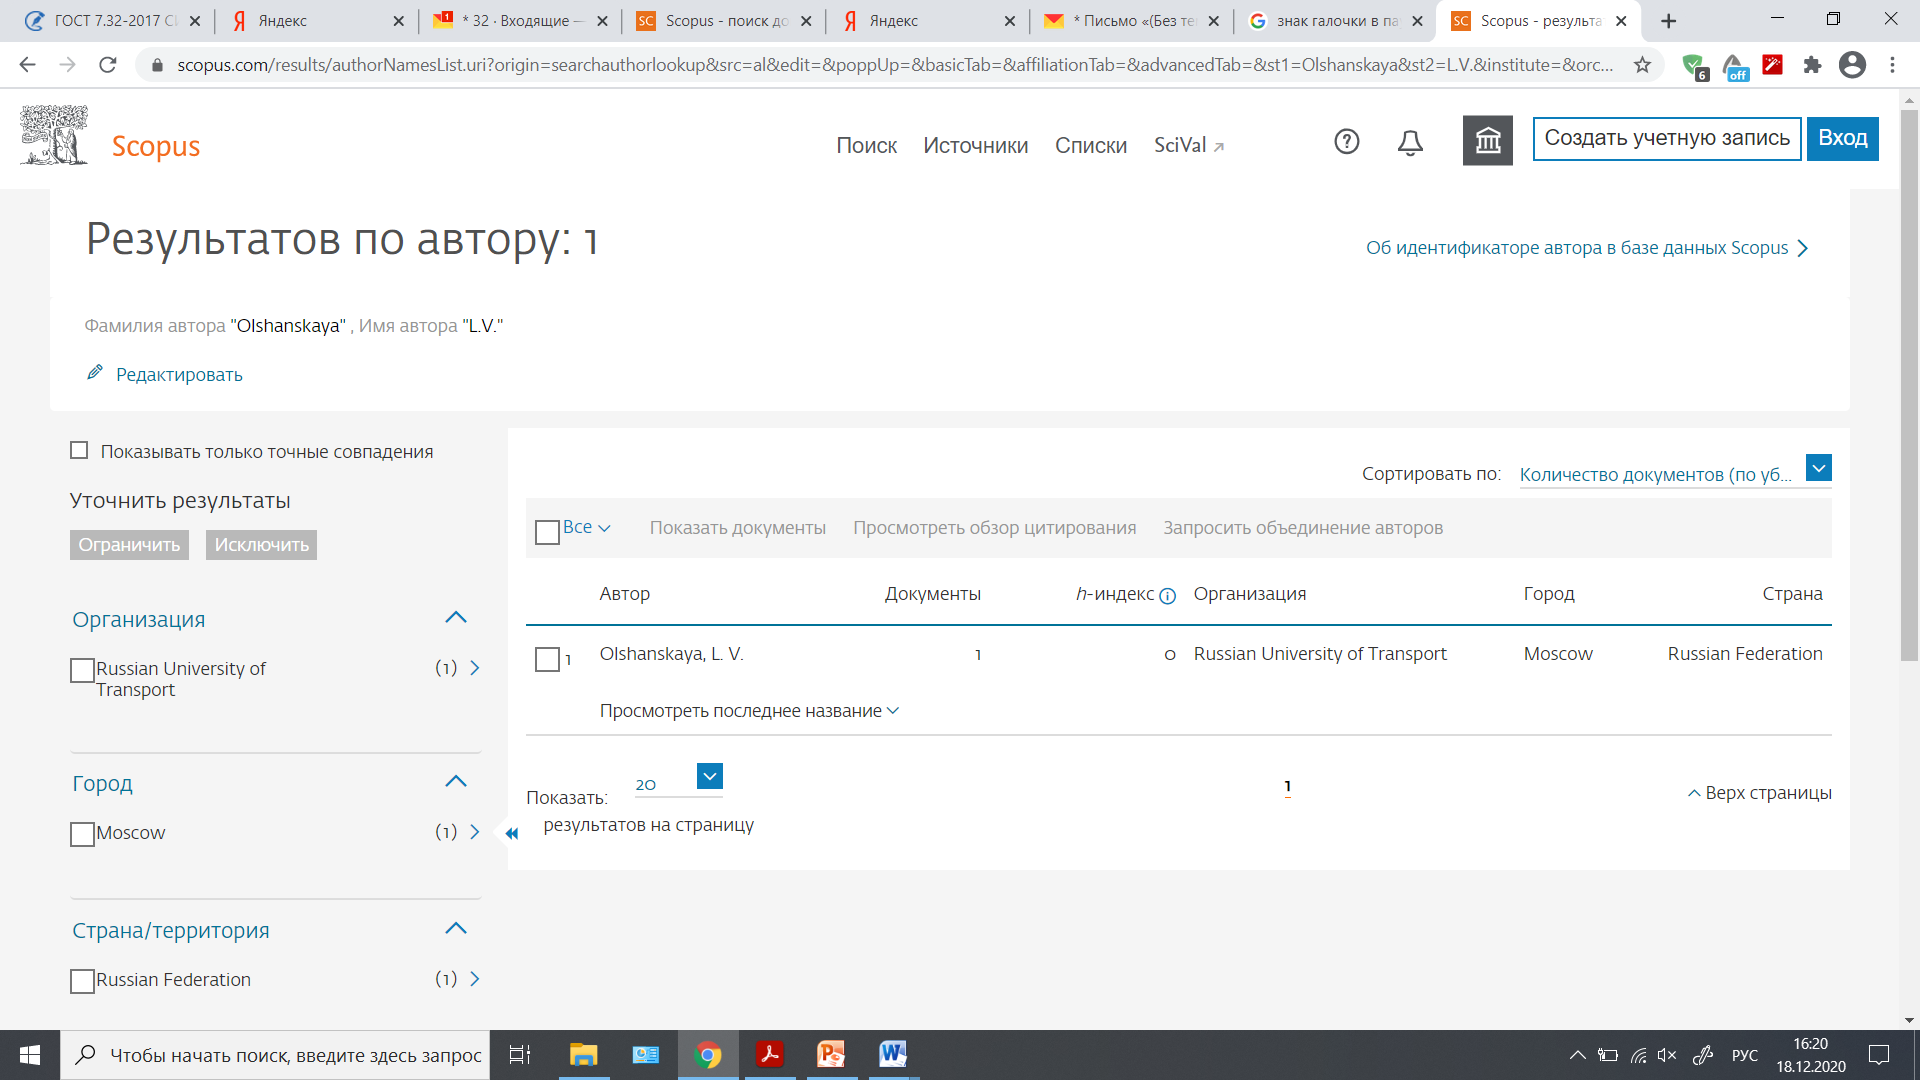 ГОСТ 7.32-2017 СИ
Яндекс
* 32 · Входящие —
Scopus - поиск до
Яндекс
* Письмо «(Без те
знак галочки в па
Scopus - результа
scopus.com/results/authorNamesList.uri?origin=searchauthorlookup&src=al&edit=&poppUp=&basicTab=&affiliationTab=&advancedTab=&st1=Olshanskaya&st2=L.V.&institute=&orc...
6
off
Scopus
Поиск
Источники
Списки
SciVal
Создать учетную запись
Вход
Результатов по автору: 1
Об идентификаторе автора в базе данных Scopus
Фамилия автора "Olshanskaya" , Имя автора "L.V."
Редактировать
Показывать только точные совпадения
Уточнить результаты
Ограничить
Исключить
Организация
Russian University of
Transport
(1)
Город
Moscow
(1)
Страна/территория
Russian Federation
(1)
Сортировать по:
Количество документов (по уб...
Все
Показать документы
Просмотреть обзор цитирования
Запросить объединение авторов
Автор
Документы
h-индекс
Организация
Город
Страна
1
Olshanskaya, L. V.
1
0
Russian University of Transport
Moscow
Russian Federation
Просмотреть последнее название
Показать:
20
результатов на страницу
1
Верх страницы
Чтобы начать поиск, введите здесь запрос
РУС
16:20
18.12.2020